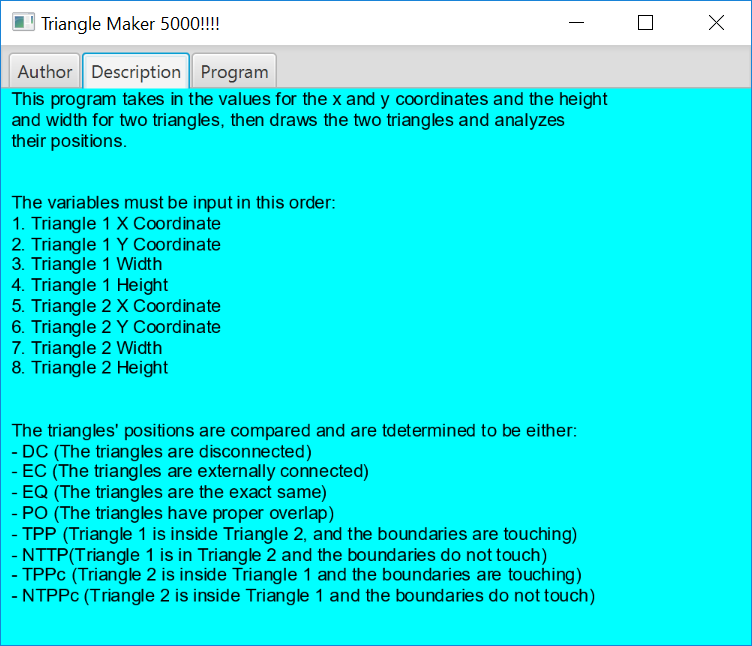 Triangle Maker 5000!!!!
Author Description Program
This program takes in the values for the x and y coordinates and the height
and width for two triangles, then draws the two triangles and analyzes
their positions.
The variables must be input in this order:
1. Triangle 1 X Coordinate
2. Triangle 1 Y Coordinate
3. Triangle 1 Width
4. Triangle 1 Height
5. Triangle 2 X Coordinate
6. Triangle 2 Y Coordinate
7. Triangle 2 Width
8. Triangle 2 Height
The triangles' positions are compared and are tdetermined to be either:
- DC (The triangles are disconnected)
- EC (The triangles are externally connected)
- EQ (The triangles are the exact same)
- PO (The triangles have proper overlap)
- TPP (Triangle 1 is inside Triangle 2, and the boundaries are touching)
- NTTP(Triangle 1 is in Triangle 2 and the boundaries do not touch)
- TPPc (Triangle 2 is inside Triangle 1 and the boundaries are touching)
- NTPPc (Triangle 2 is inside Triangle 1 and the boundaries do not touch)